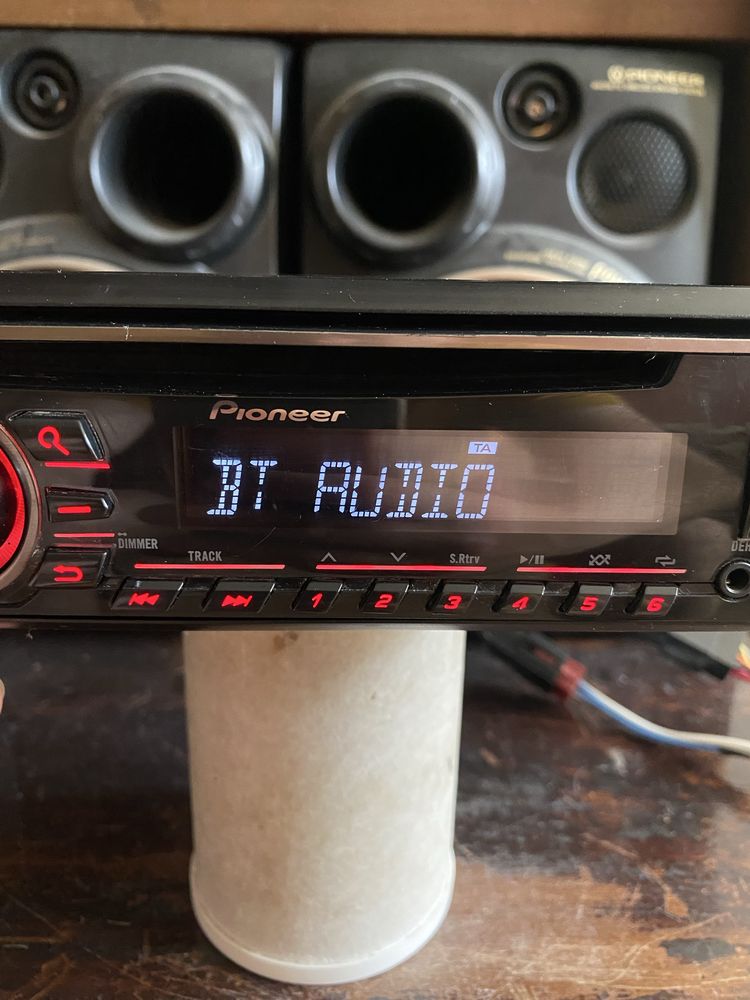 PIONEER
Pioneer
TA
BT AUDIO
DIMMER
TRACK
S.Rtrv
1 2 3 4 5 6